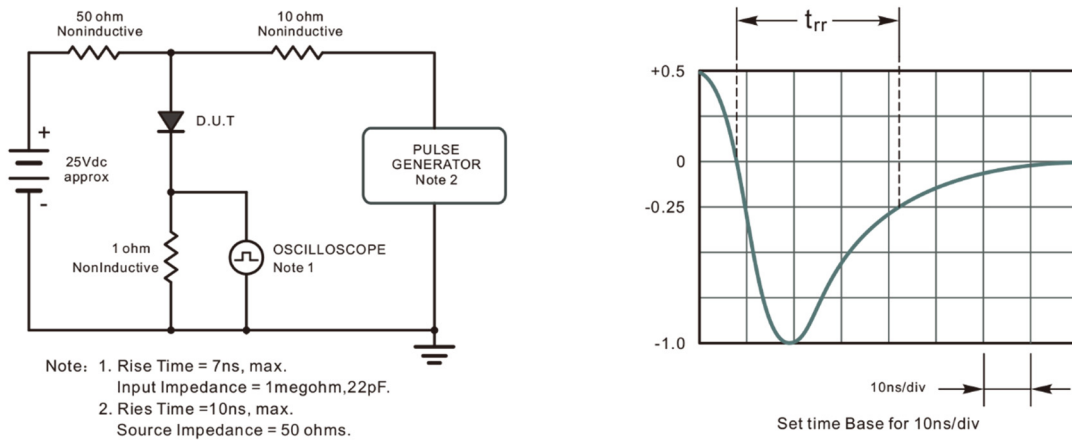 50 ohm
Noninductive
10 ohm
Noninductive
+
25Vdc
approx
-
D.U.T
PULSE
GENERATOR
Note 2
1 ohm
NonInductive
OSCILLOSCOPE
Note 1
Note: 1. Rise Time = 7ns, max.
Input Impedance = 1megohm,22pF.
2. Ries Time =10ns, max.
Source Impedance = 50 ohms.
trr
+0.5
0
-0.25
-1.0
10ns/div
Set time Base for 10ns/div